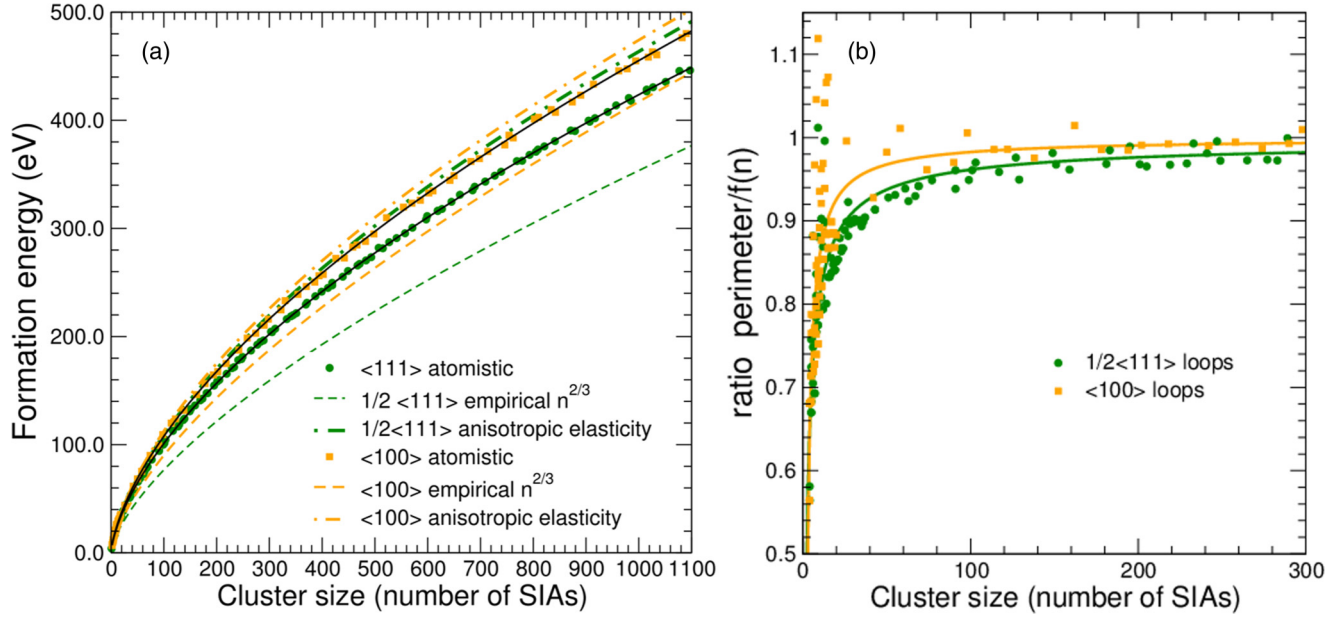 (a)
Formation energy (eV)
500.0
400.0
300.0
200.0
100.0
0.0
<111> atomistic
1/2 <111> empirical n^2/3
1/2<111> anisotropic elasticity
<100> atomistic
<100> empirical n^2/3
<100> anisotropic elasticity
0 100 200 300 400 500 600 700 800 900 1000 1100
Cluster size (number of SIAs)
(b)
ratio perimeter/f(n)
1.1
1
0.9
0.8
0.7
0.6
0.5
1/2<111> loops
<100> loops
0 100 200 300
Cluster size (number of SIAs)